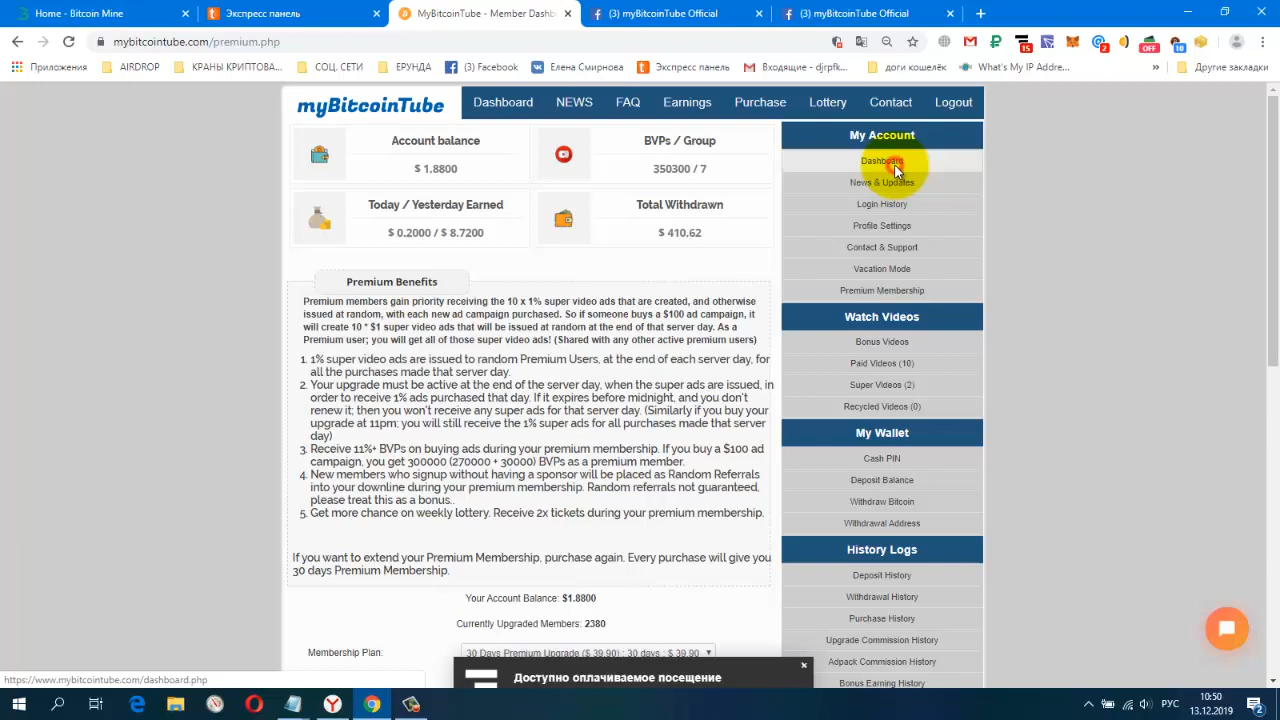 Home - Bitcoin Mine
Экспресс панель
MyBitcoinTube - Member Dashb
(3) myBitcoinTube Official
(3) myBitcoinTube Official
mybitcointube.com/premium.php
15
2
OFF
10
Приложения
AIRDROP
КРАНЫ КРИПТОВА...
СОЦ. СЕТИ
ЕРУНДА
(3) Facebook
Елена Смирнова
Экспресс панель
Входящие - djrpfk...
доги кошелёк
What's My IP Addre...
»
Другие закладки
myBitcoinTube
Dashboard
NEWS
FAQ
Earnings
Purchase
Lottery
Contact
Logout
Account balance
$ 1.8800
BVPs / Group
350300 / 7
Today / Yesterday Earned
$ 0.2000 / $ 8.7200
Total Withdrawn
$ 410,62
Premium Benefits
Premium members gain priority receiving the 10 x 1% super video ads that are created, and otherwise
issued at random, with each new ad campaign purchased. So if someone buys a $100 ad campaign, it
will create 10 * $1 super video ads that will be issued at random at the end of that server day. As a
Premium user; you will get all of those super video ads! (Shared with any other active premium users)
1. 1% super video ads are issued to random Premium Users, at the end of each server day, for
all the purchases made that server day.
2. Your upgrade must be active at the end of the server day, when the super ads are issued, in
order to receive 1% ads purchased that day. If it expires before midnight, and you don't
renew it; then you won't receive any super ads for that server day. (Similarly if you buy your
upgrade at 11pm; you will still receive the 1% super ads for all purchases made that server
day)
3. Receive 11%+ BVPs on buying ads during your premium membership. If you buy a $100 ad
campaign, you get 300000 (270000 + 30000) BVPs as a premium member.
4. New members who signup without having a sponsor will be placed as Random Referrals
into your downline during your premium membership. Random referrals not guaranteed,
please treat this as a bonus..
5. Get more chance on weekly lottery. Receive 2x tickets during your premium membership.
If you want to extend your Premium Membership, purchase again. Every purchase will give you
30 days Premium Membership.
Your Account Balance: $1.8800
Currently Upgraded Members: 2380
Membership Plan:
30 Days Premium Upgrade ($ 39.90) : 30 days : $ 39.90
My Account
Dashboard
News & Updates
Login History
Profile Settings
Contact & Support
Vacation Mode
Premium Membership
Watch Videos
Bonus Videos
Paid Videos (10)
Super Videos (2)
Recycled Videos (0)
My Wallet
Cash PIN
Deposit Balance
Withdraw Bitcoin
Withdrawal Address
History Logs
Deposit History
Withdrawal History
Purchase History
Upgrade Commission History
Adpack Commission History
Bonus Earning History
Доступно оплачиваемое посещение
×
https://www.mybitcointube.com/dashboard.php
РУС
10:50
13.12.2019
2